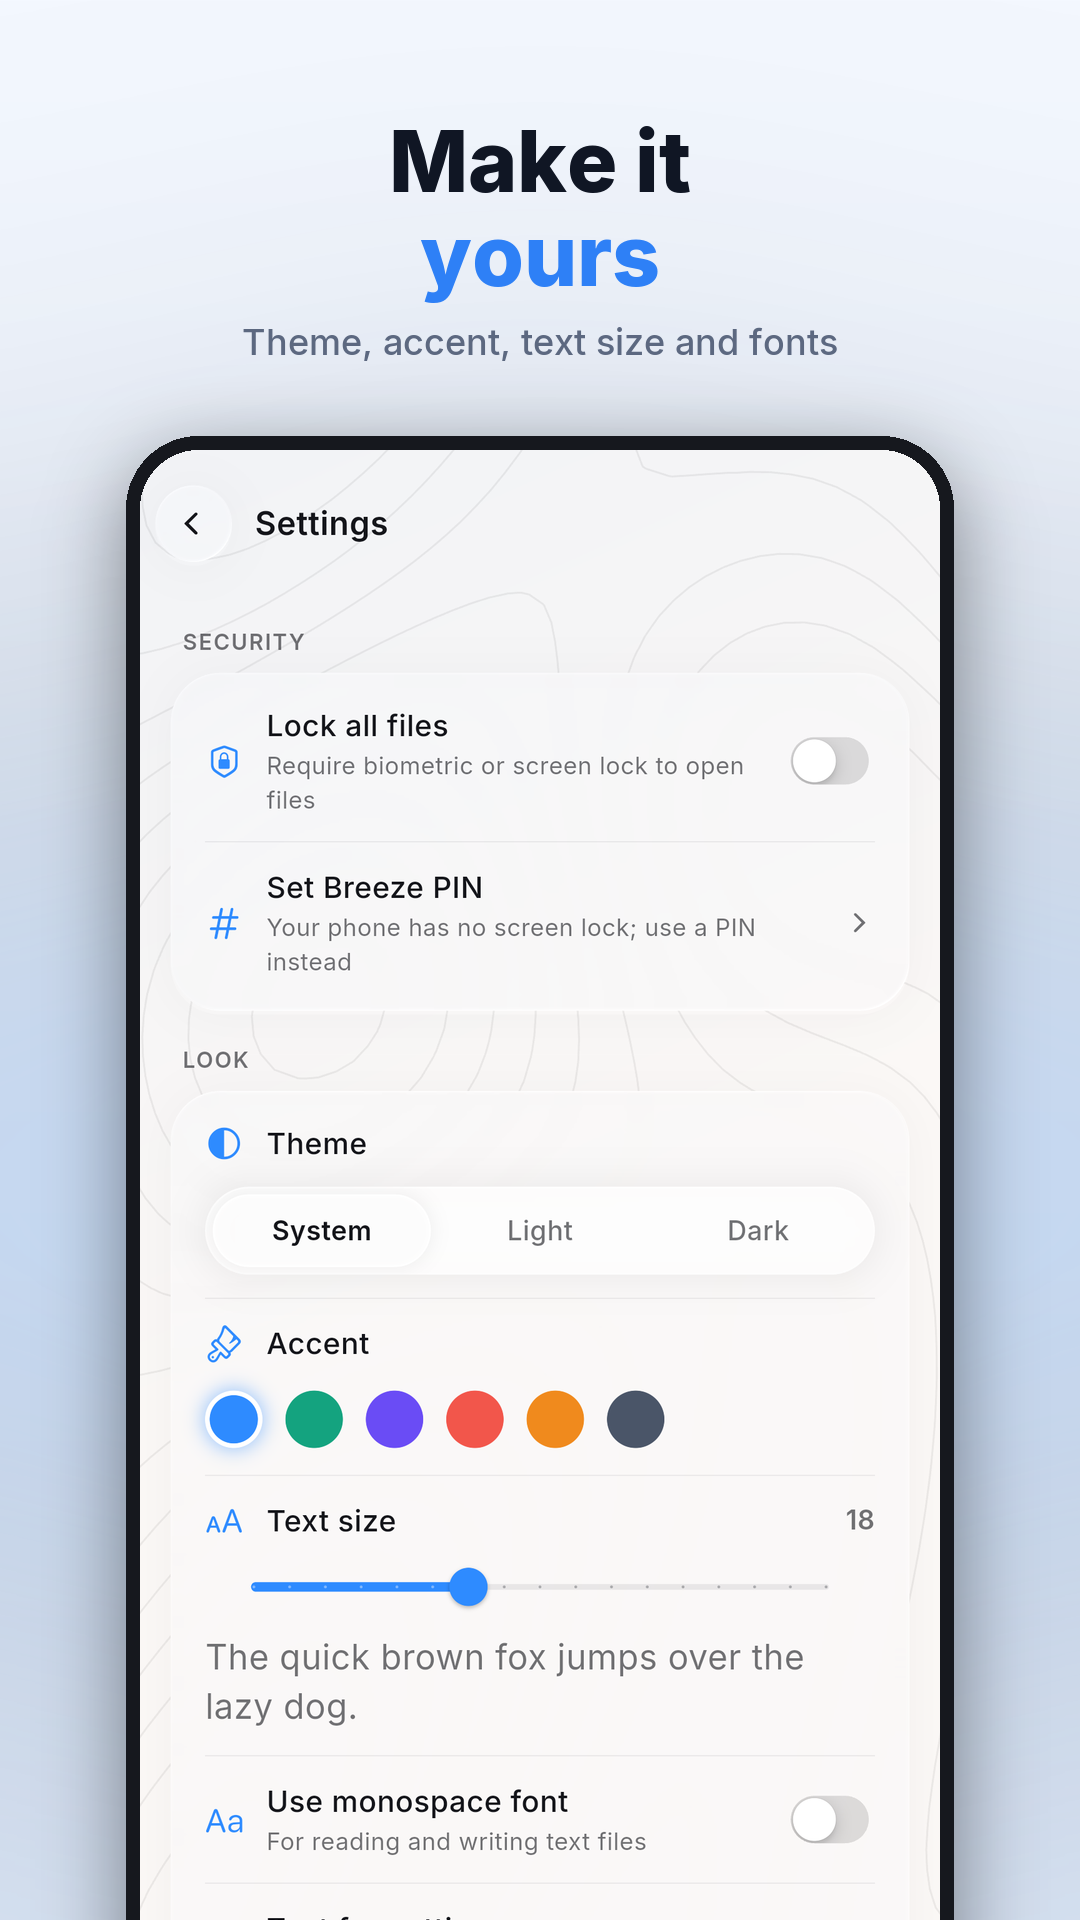 Make it
yours
Theme, accent, text size and fonts
Settings
SECURITY
Lock all files
Require biometric or screen lock to open
files
Set Breeze PIN
Your phone has no screen lock; use a PIN
instead
LOOK
Theme
System Light Dark
Accent
AA Text size 18
The quick brown fox jumps over the
lazy dog.
Aa Use monospace font
For reading and writing text files